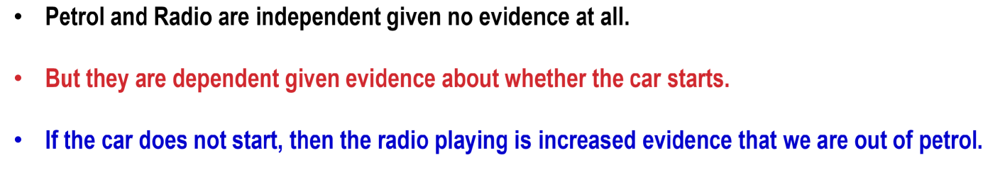 • Petrol and Radio are independent given no evidence at all.
• But they are dependent given evidence about whether the car starts.
• If the car does not start, then the radio playing is increased evidence that we are out of petrol.